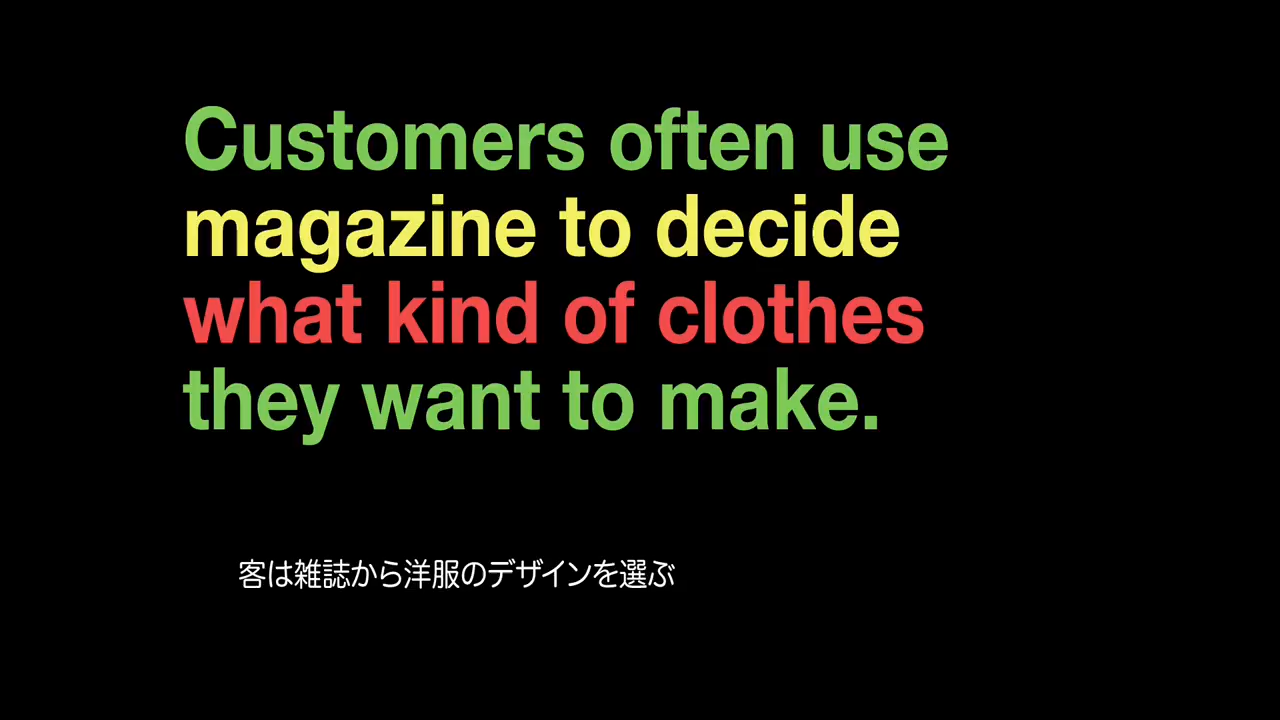 Customers often use
magazine to decide
what kind of clothes
they want to make.
客は雑誌から洋服のデザインを選ぶ